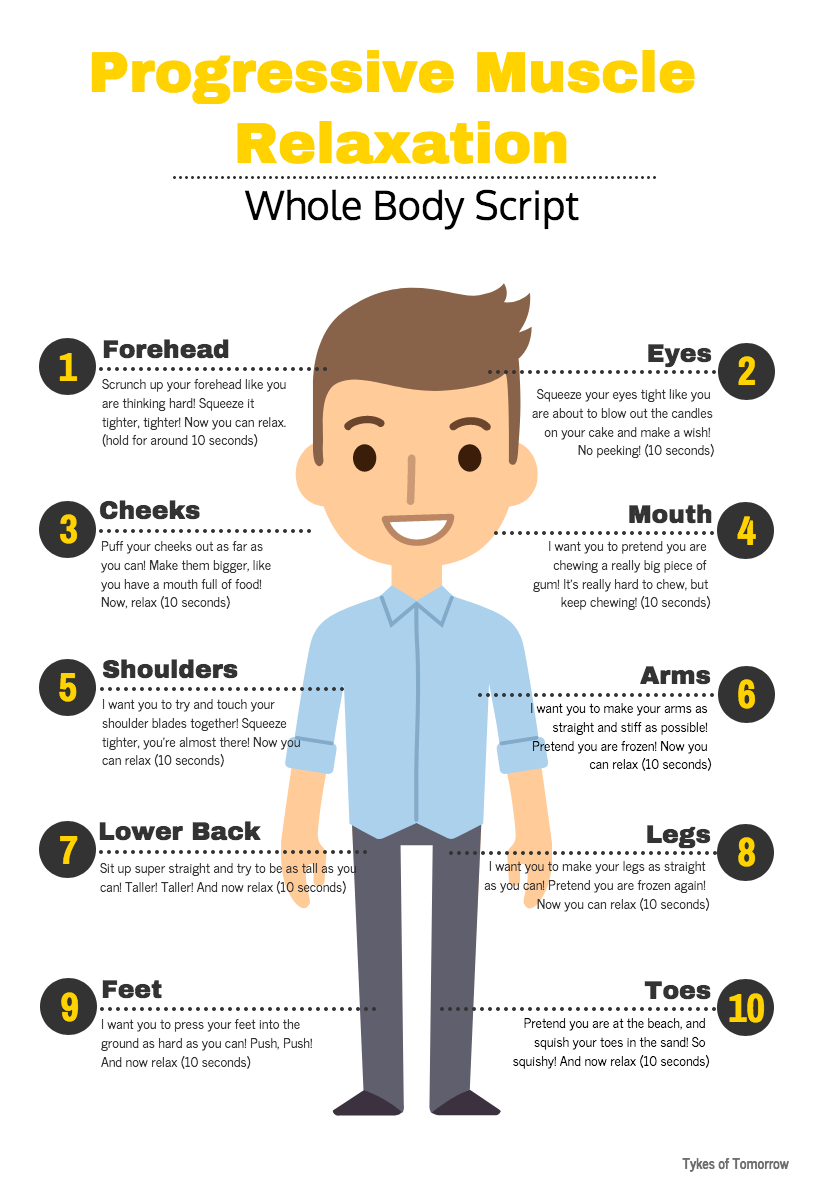 Progressive Muscle
Relaxation
Whole Body Script
1
Forehead
Scrunch up your forehead like you
are thinking hard! Squeeze it
tighter, tighter! Now you can relax.
(hold for around 10 seconds)
2
Eyes
Squeeze your eyes tight like you
are about to blow out the candles
on your cake and make a wish!
No peeking! (10 seconds)
3
Cheeks
Puff your cheeks out as far as
you can! Make them bigger, like
you have a mouth full of food!
Now, relax (10 seconds)
4
Mouth
I want you to pretend you are
chewing a really big piece of
gum! It's really hard to chew, but
keep chewing! (10 seconds)
5
Shoulders
I want you to try and touch your
shoulder blades together! Squeeze
tighter, you're almost there! Now you
can relax (10 seconds)
6
Arms
I want you to make your arms as
straight and stiff as possible!
Pretend you are frozen! Now you
can relax (10 seconds)
7
Lower Back
Sit up super straight and try to be as tall as you
can! Taller! Taller! And now relax (10 seconds)
8
Legs
I want you to make your legs as straight
as you can! Pretend you are frozen again!
Now you can relax (10 seconds)
9
Feet
I want you to press your feet into the
ground as hard as you can! Push, Push!
And now relax (10 seconds)
10
Toes
Pretend you are at the beach, and
squish your toes in the sand! So
squishy! And now relax (10 seconds)
Tykes of Tomorrow